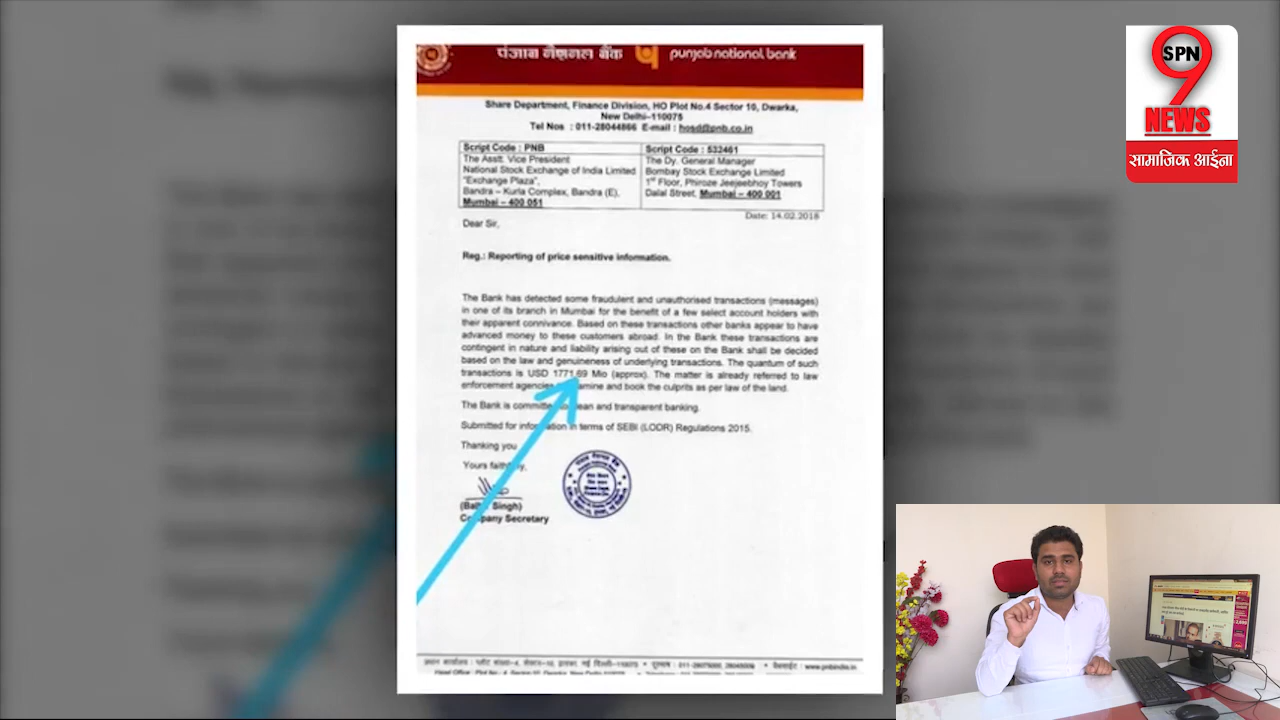 पंजाब नैशनल बैंक punjab national bank
Share Department, Finance Division, HO Plot No.4 Sector 10, Dwarka,
New Delhi–110075
Tel Nos : 011-28044866 E-mail : hosd@pnb.co.in
Script Code : PNB
The Asstt. Vice President
National Stock Exchange of India Limited
"Exchange Plaza",
Bandra – Kurla Complex, Bandra (E),
Mumbai – 400 051
Script Code : 532461
The Dy. General Manager
Bombay Stock Exchange Limited
1st Floor, Phiroze Jeejeebhoy Towers
Dalal Street, Mumbai – 400 001
Date: 14.02.2018
Dear Sir,
Reg.: Reporting of price sensitive information.
The Bank has detected some fraudulent and unauthorised transactions (messages)
in one of its branch in Mumbai for the benefit of a few select account holders with
their apparent connivance. Based on these transactions other banks appear to have
advanced money to these customers abroad. In the Bank these transactions are
contingent in nature and liability arising out of these on the Bank shall be decided
based on the law and genuineness of underlying transactions. The quantum of such
transactions is USD 1771.69 Mio (approx). The matter is already referred to law
enforcement agencies examine and book the culprits as per law of the land.
The Bank is committed clean and transparent banking.
Submitted for information in terms of SEBI (LODR) Regulations 2015.
Thanking you
Yours faithfully,
Singh)
Company Secretary
SPN
9
NEWS
सामाजिक आईना